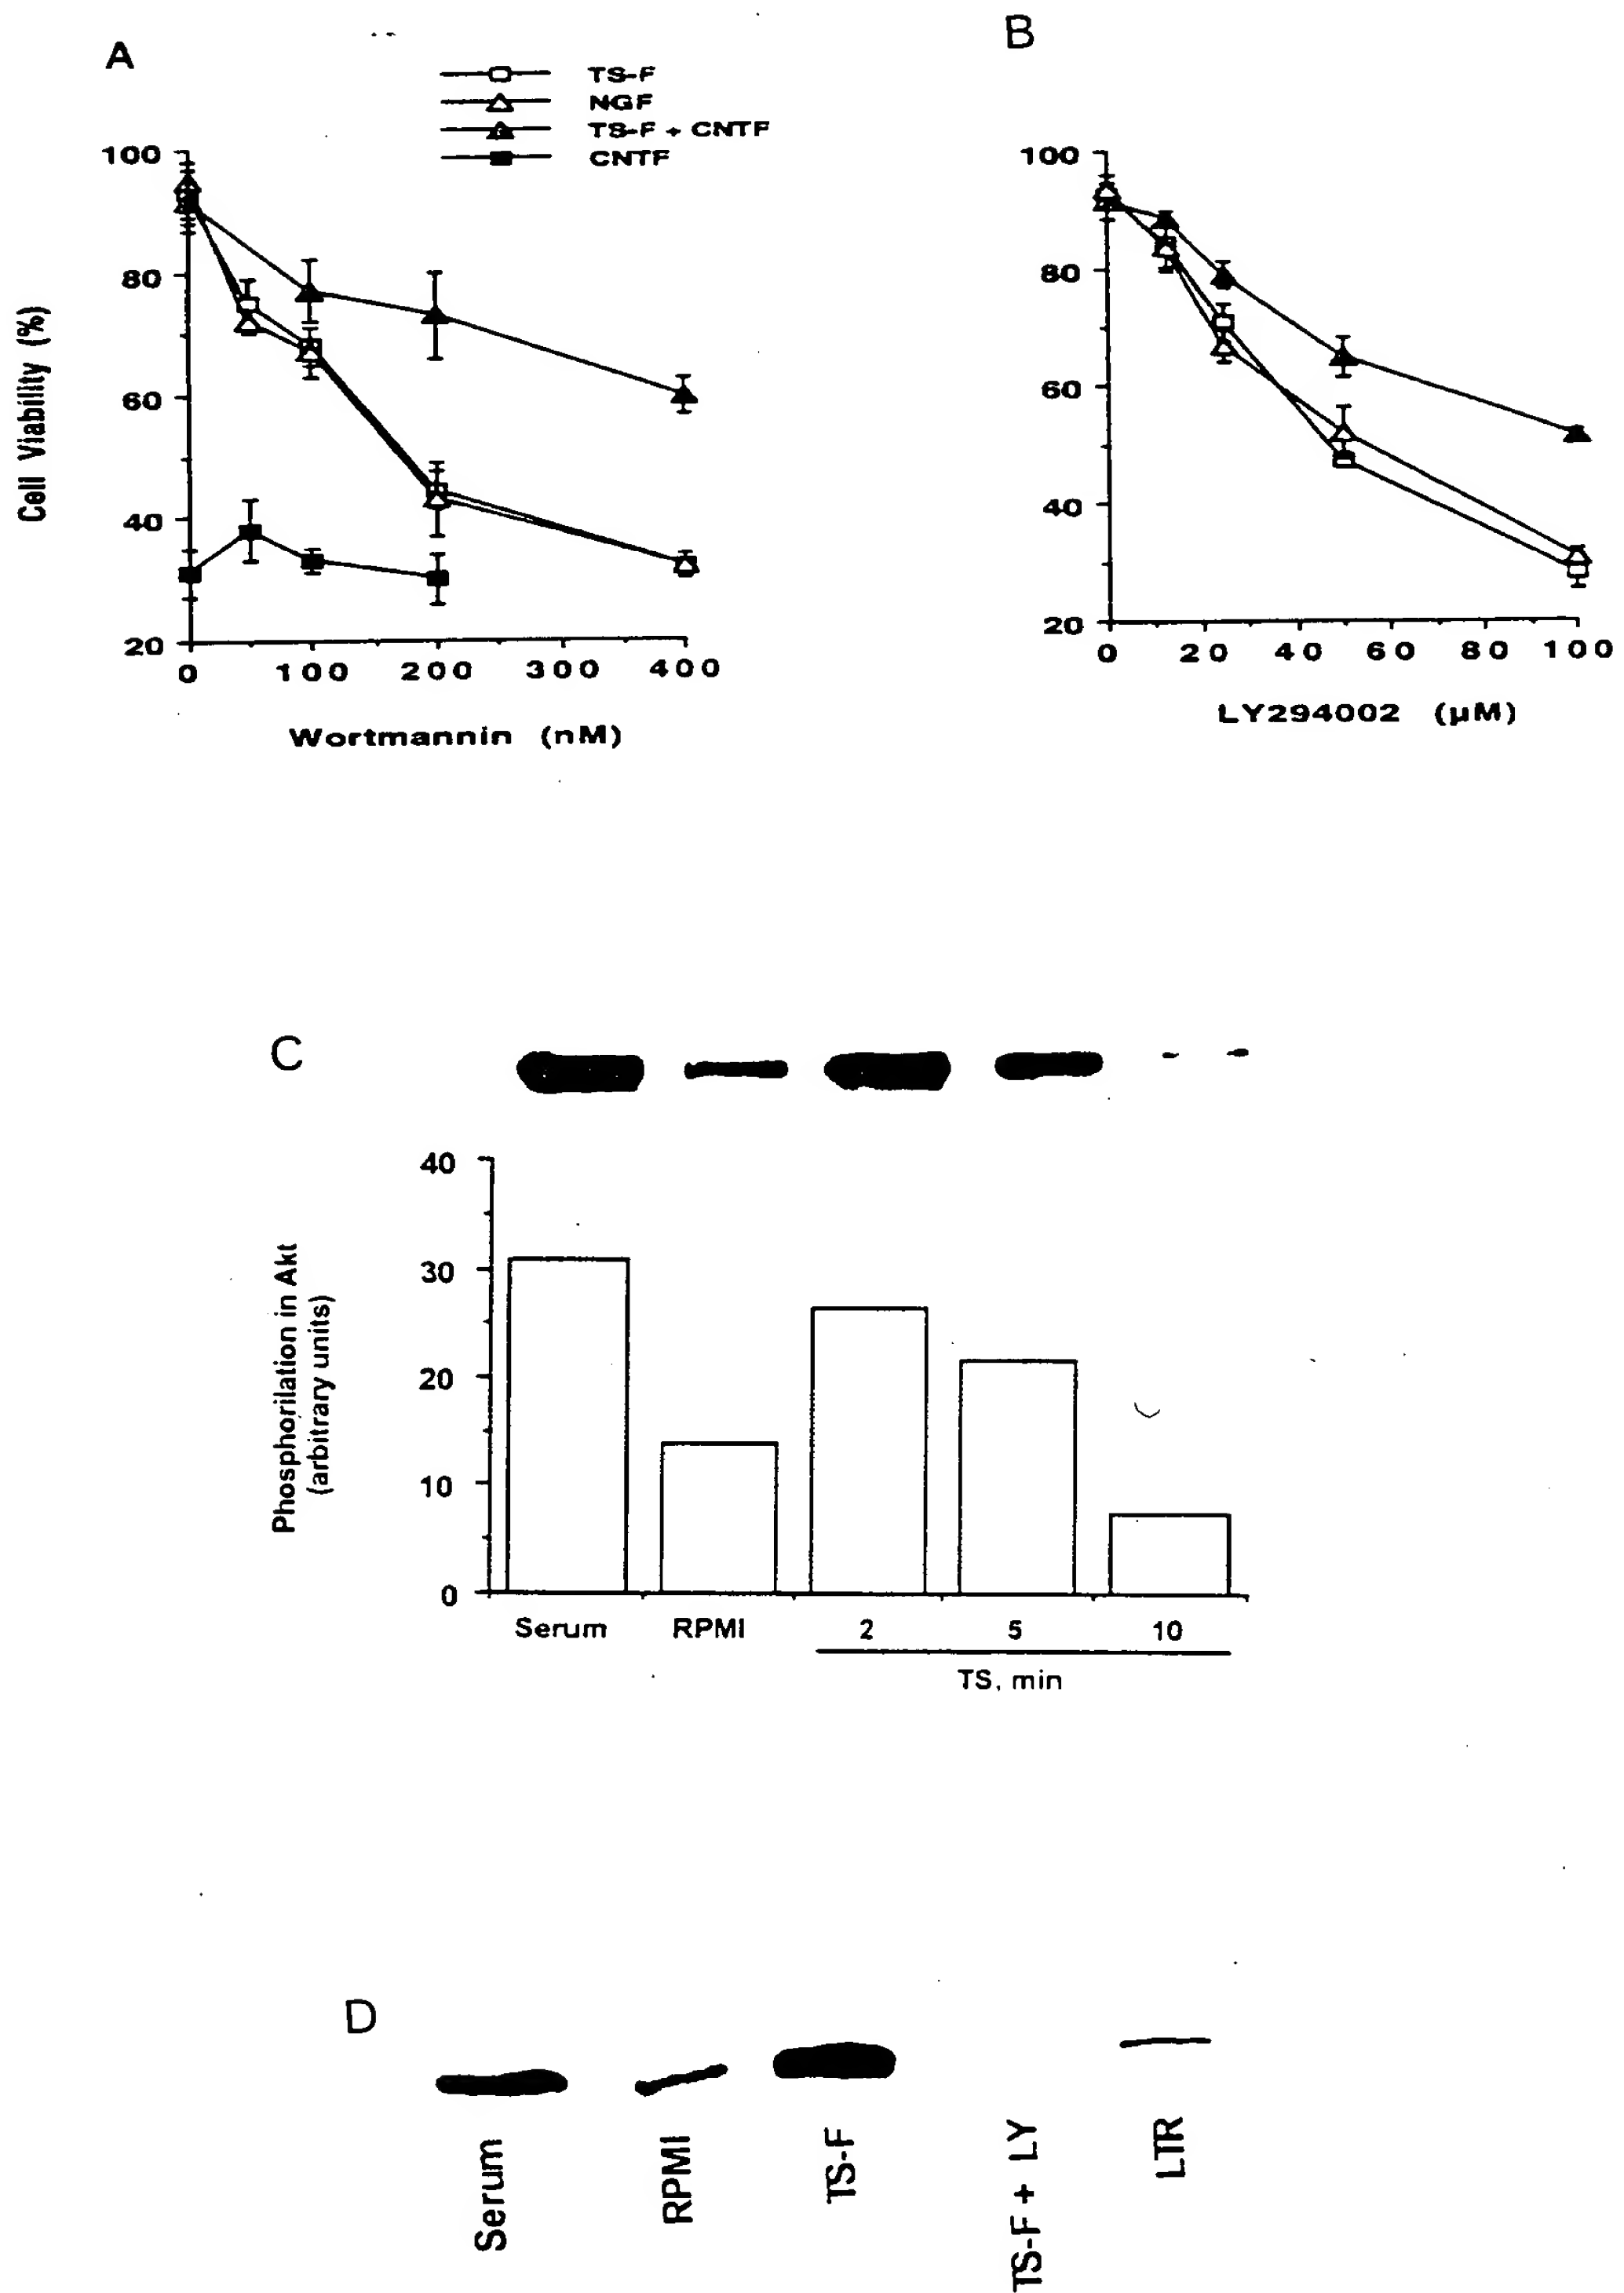 A
TS-F
NGF
TS-F + CNTF
CNTF
100
80
60
40
20
Cell Viability (%)
0 100 200 300 400
Wortmannin (nM)
B
100
80
60
40
20
0 20 40 60 80 100
LY294002 (µM)
C
40
30
20
10
0
Phosphorilation in Akt
(arbitrary units)
Serum RPMI 2 5 10
TS, min
D
Serum
RPMI
TS-F
TS-F + LY
LTR